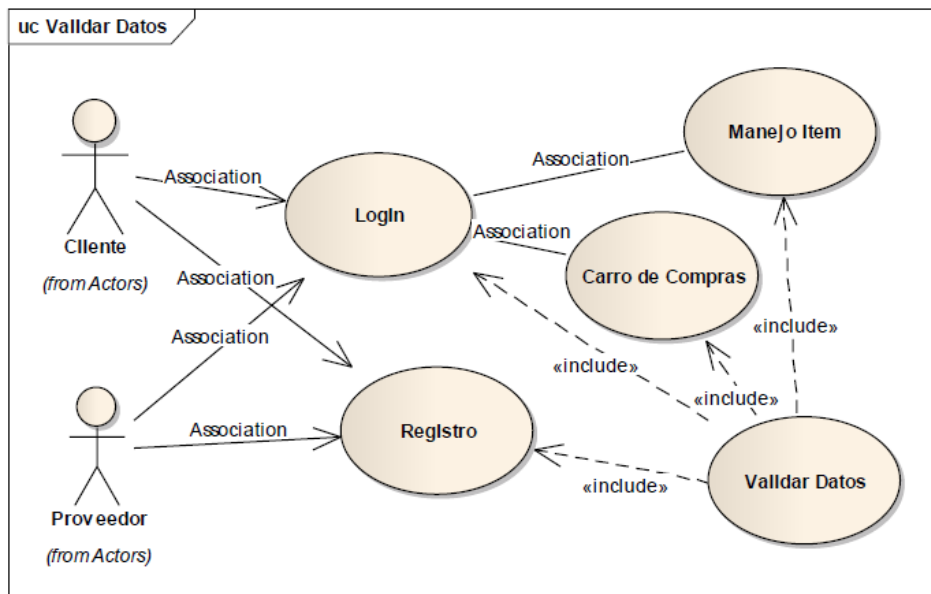 uc Validar Datos
Manejo Item
Association
Association
LogIn
Association
Cliente
(from Actors)
Association
Carro de Compras
Association
«include»
«include»
«include»
Registro
Association
«include»
Validar Datos
Proveedor
(from Actors)